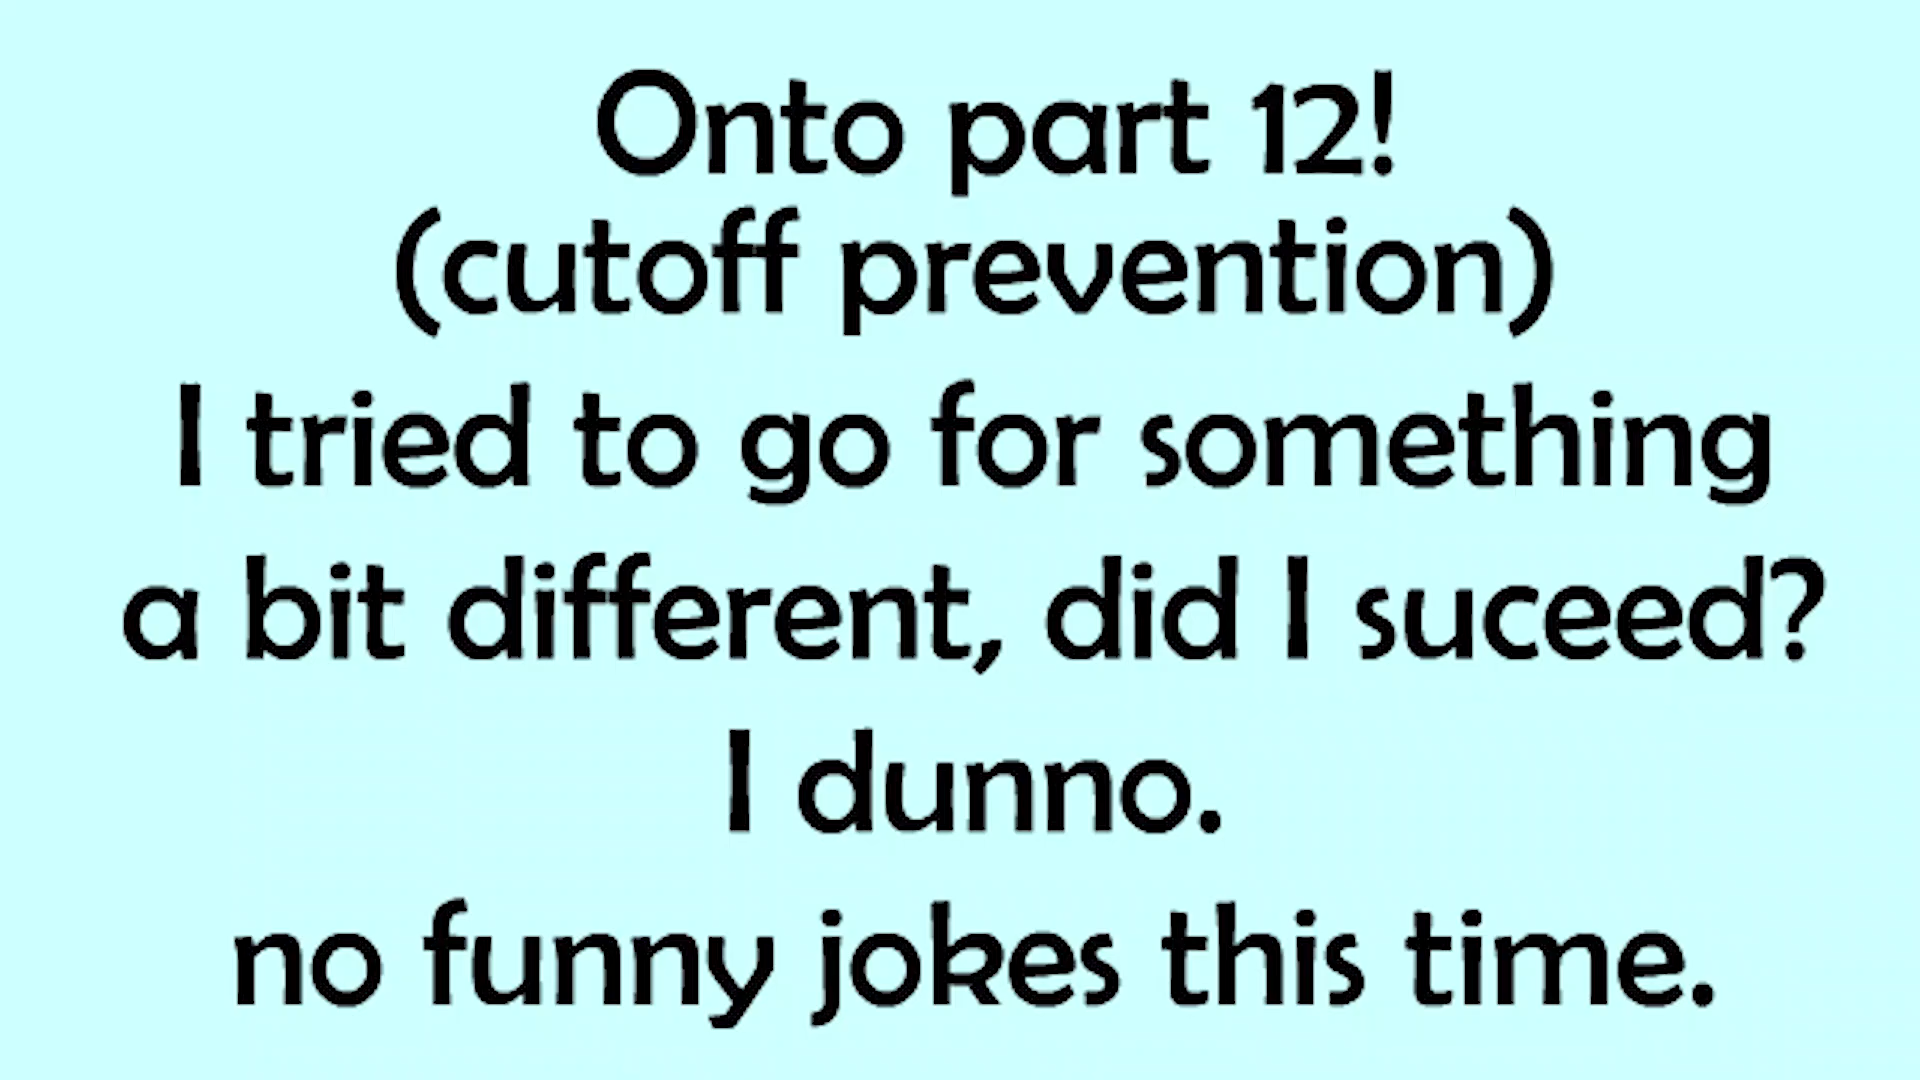 Onto part 12!
(cutoff prevention)
I tried to go for something
a bit different, did I suceed?
I dunno.
no funny jokes this time.